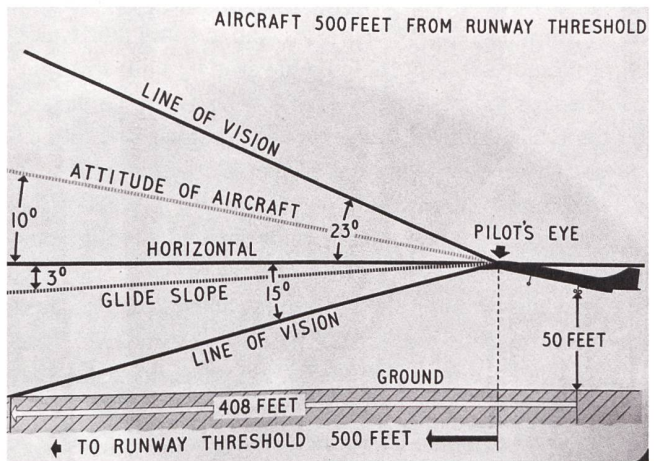 AIRCRAFT 500 FEET FROM RUNWAY THRESHOLD
LINE OF VISION
ATTITUDE OF AIRCRAFT
10°
23°
PILOT'S EYE
HORIZONTAL
3°
GLIDE SLOPE
15°
LINE OF VISION
50 FEET
GROUND
408 FEET
TO RUNWAY THRESHOLD 500 FEET